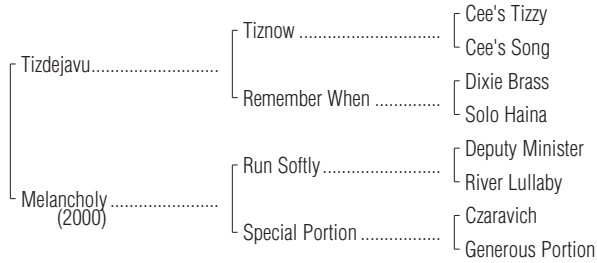 Cee's Tizzy
Tiznow ........................................
Cee's Song
Tizdejavu.............................
Dixie Brass
Remember When ....................
Solo Haina
Deputy Minister
Run Softly...................................
River Lullaby
Melancholy ..........................
(2000)
Czaravich
Special Portion ........................
Generous Portion